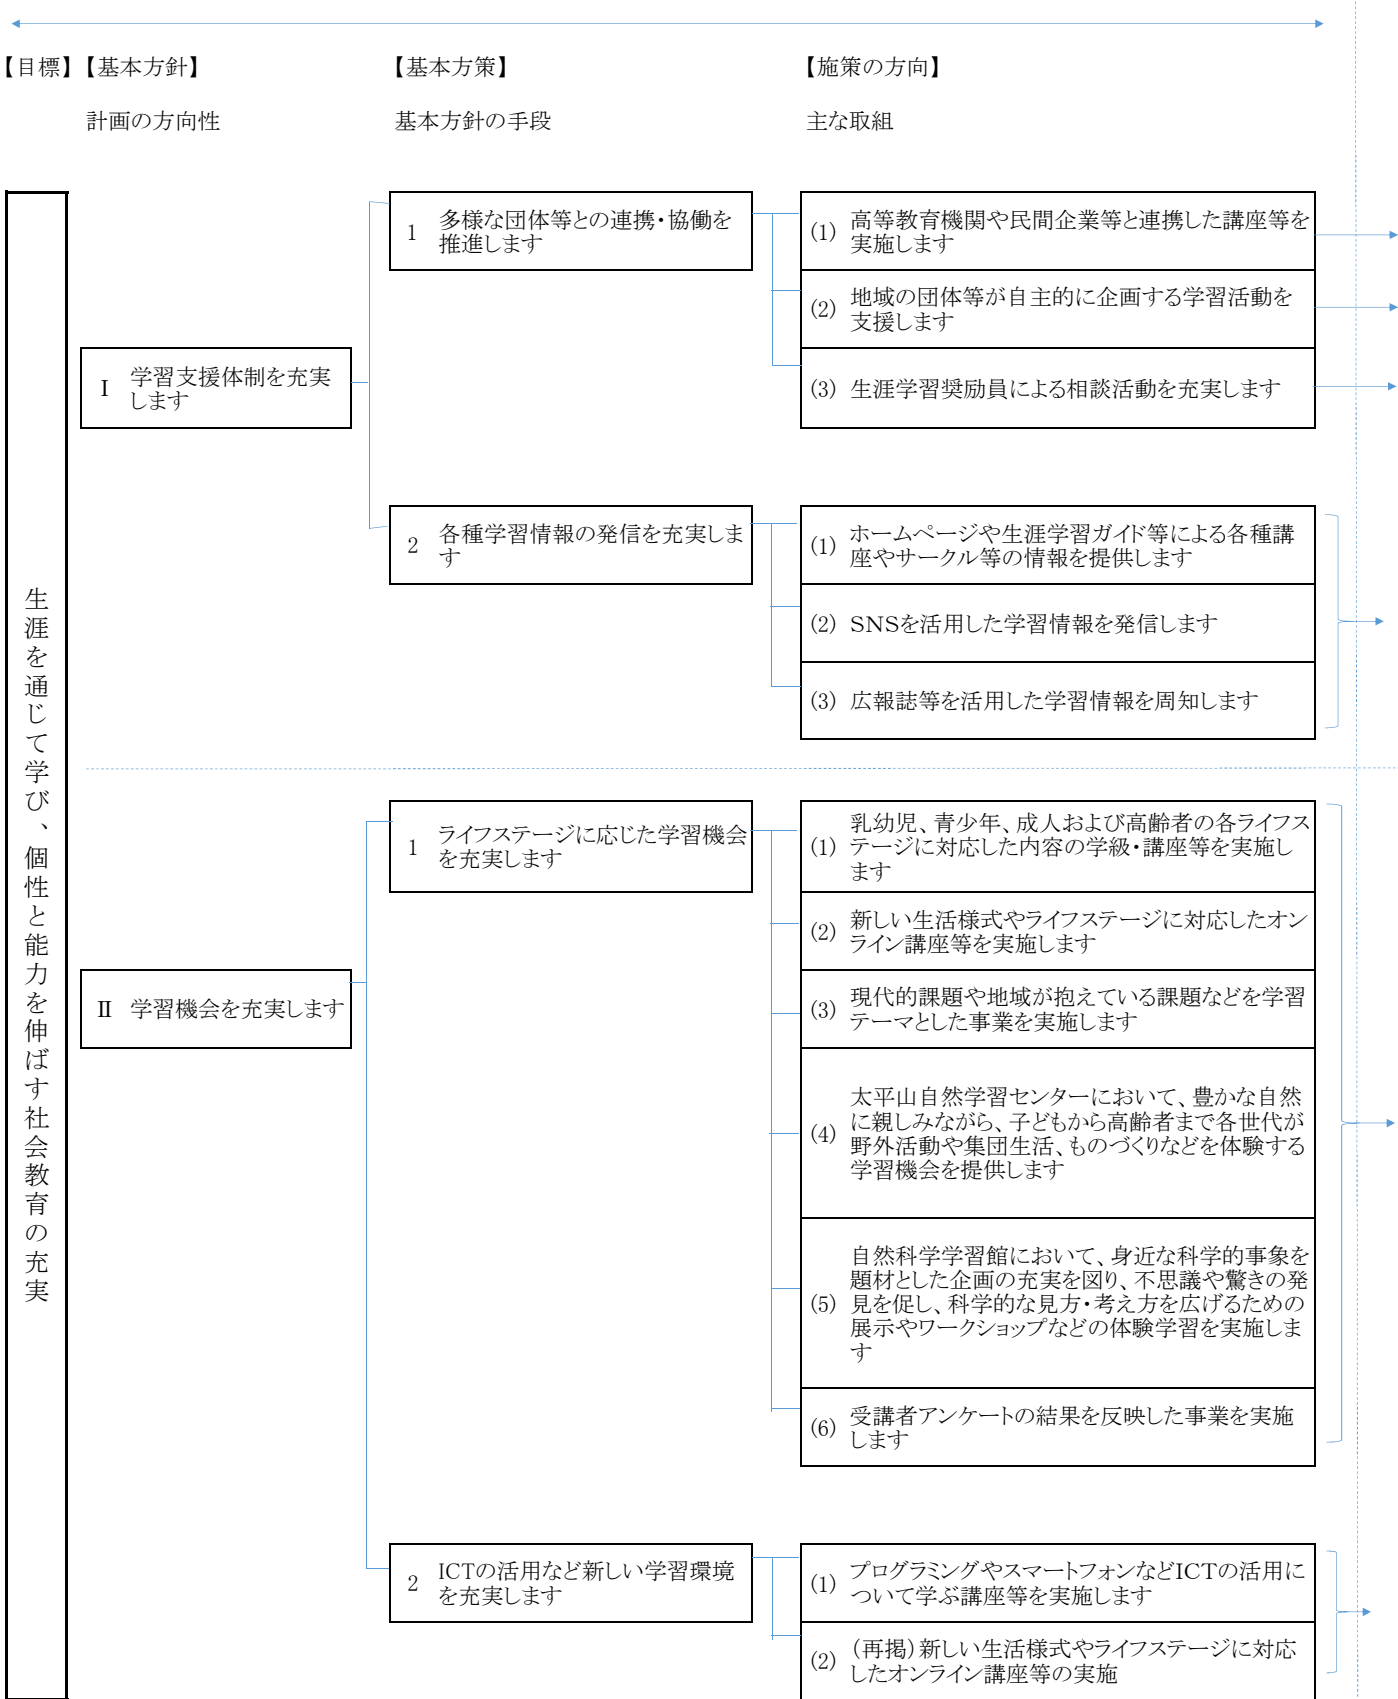 【目標】【基本方針】
【基本方策】
【施策の方向】
計画の方向性
基本方針の手段
主な取組
生涯を通じて学び、個性と能力を伸ばす社会教育の充実
Ⅰ 学習支援体制を充実
します
1 多様な団体等との連携・協働を
推進します
(1) 高等教育機関や民間企業等と連携した講座等を
実施します
(2) 地域の団体等が自主的に企画する学習活動を
支援します
(3) 生涯学習奨励員による相談活動を充実します
2 各種学習情報の発信を充実しま
す
(1) ホームページや生涯学習ガイド等による各種講
座やサークル等の情報を提供します
(2) SNSを活用した学習情報を発信します
(3) 広報誌等を活用した学習情報を周知します
Ⅱ 学習機会を充実します
1 ライフステージに応じた学習機会
を充実します
(1) 乳幼児、青少年、成人および高齢者の各ライフス
テージに対応した内容の学級・講座等を実施し
ます
(2) 新しい生活様式やライフステージに対応したオン
ライン講座等を実施します
(3) 現代的課題や地域が抱えている課題などを学習
テーマとした事業を実施します
(4) 太平山自然学習センターにおいて、豊かな自然
に親しみながら、子どもから高齢者まで各世代が
野外活動や集団生活、ものづくりなどを体験する
学習機会を提供します
(5) 自然科学学習館において、身近な科学的事象を
題材とした企画の充実を図り、不思議や驚きの発
見を促し、科学的な見方・考え方を広げるための
展示やワークショップなどの体験学習を実施しま
す
(6) 受講者アンケートの結果を反映した事業を実施
します
2 ICTの活用など新しい学習環境
を充実します
(1) プログラミングやスマートフォンなどICTの活用に
ついて学ぶ講座等を実施します
(2) （再掲）新しい生活様式やライフステージに対応
したオンライン講座等の実施